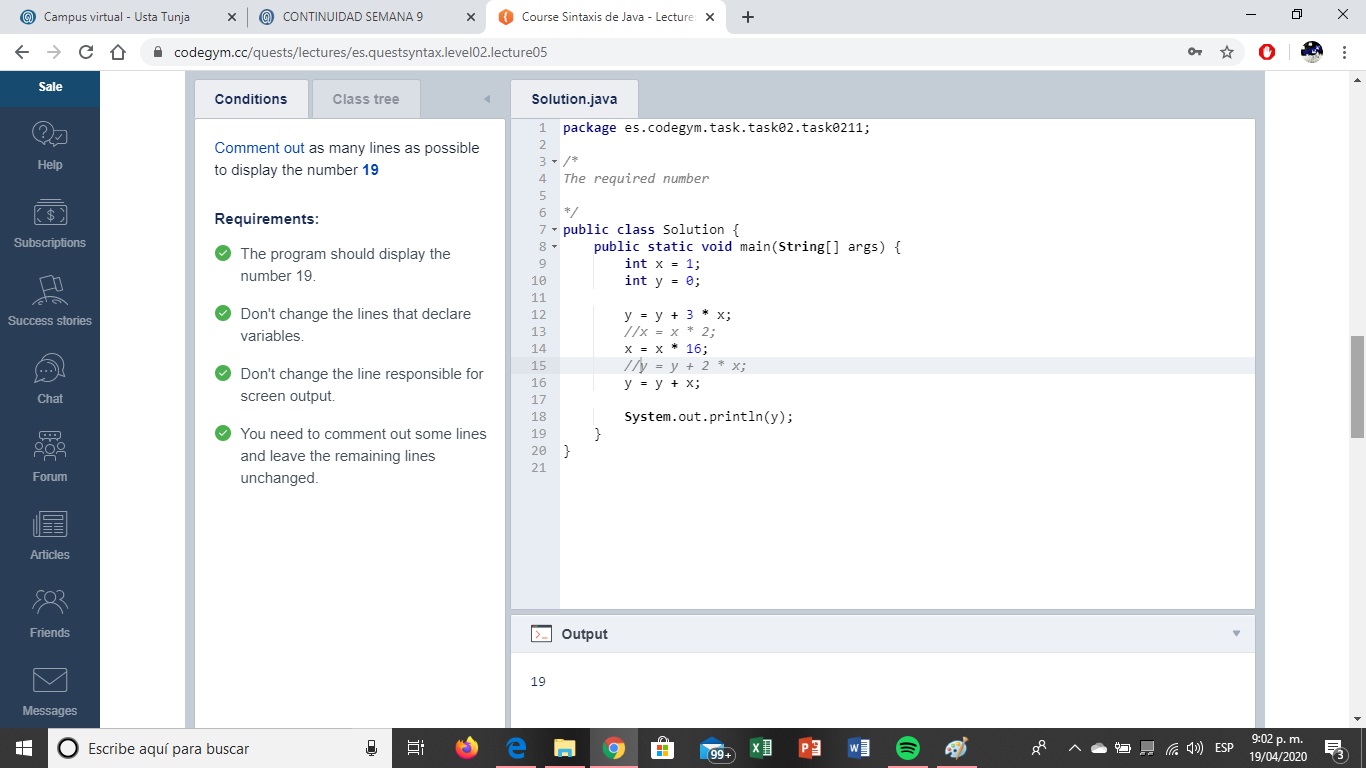 Campus virtual - Usta Tunja
CONTINUIDAD SEMANA 9
Course Sintaxis de Java - Lecture
codegym.cc/quests/lectures/es.questsyntax.level02.lecture05
Sale
Help
Subscriptions
Success stories
Chat
Forum
Articles
Friends
Messages
Conditions
Class tree
Comment out as many lines as possible
to display the number 19
Requirements:
The program should display the
number 19.
Don't change the lines that declare
variables.
Don't change the line responsible for
screen output.
You need to comment out some lines
and leave the remaining lines
unchanged.
Solution.java
1 package es.codegym.task.task02.task0211;
2
3 /*
4 The required number
5
6 */
7 public class Solution {
8 public static void main(String[] args) {
9 int x = 1;
10 int y = 0;
11
12 y = y + 3 * x;
13 //x = x * 2;
14 x = x * 16;
15 //y = y + 2 * x;
16 y = y + x;
17
18 System.out.println(y);
19 }
20 }
21
Output
19
Escribe aquí para buscar
99+
ESP
9:02 p. m.
19/04/2020
3